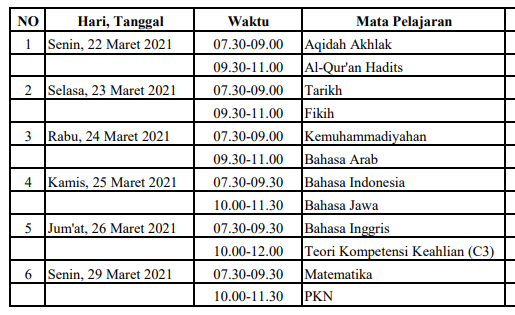 NO Hari, Tanggal Waktu Mata Pelajaran
1 Senin, 22 Maret 2021 07.30-09.00 Aqidah Akhlak
09.30-11.00 Al-Qur'an Hadits
2 Selasa, 23 Maret 2021 07.30-09.00 Tarikh
09.30-11.00 Fikih
3 Rabu, 24 Maret 2021 07.30-09.00 Kemuhammadiyahan
09.30-11.00 Bahasa Arab
4 Kamis, 25 Maret 2021 07.30-09.30 Bahasa Indonesia
10.00-11.30 Bahasa Jawa
5 Jum'at, 26 Maret 2021 07.30-09.30 Bahasa Inggris
10.00-12.00 Teori Kompetensi Keahlian (C3)
6 Senin, 29 Maret 2021 07.30-09.30 Matematika
10.00-11.30 PKN